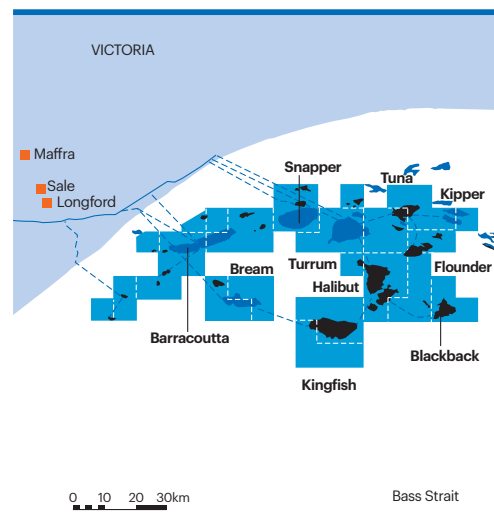 VICTORIA
Maffra
Sale
Longford
Snapper
Tuna
Kipper
Bream
Turrum
Flounder
Halibut
Barracoutta
Blackback
Kingfish
0 10 20 30km
Bass Strait